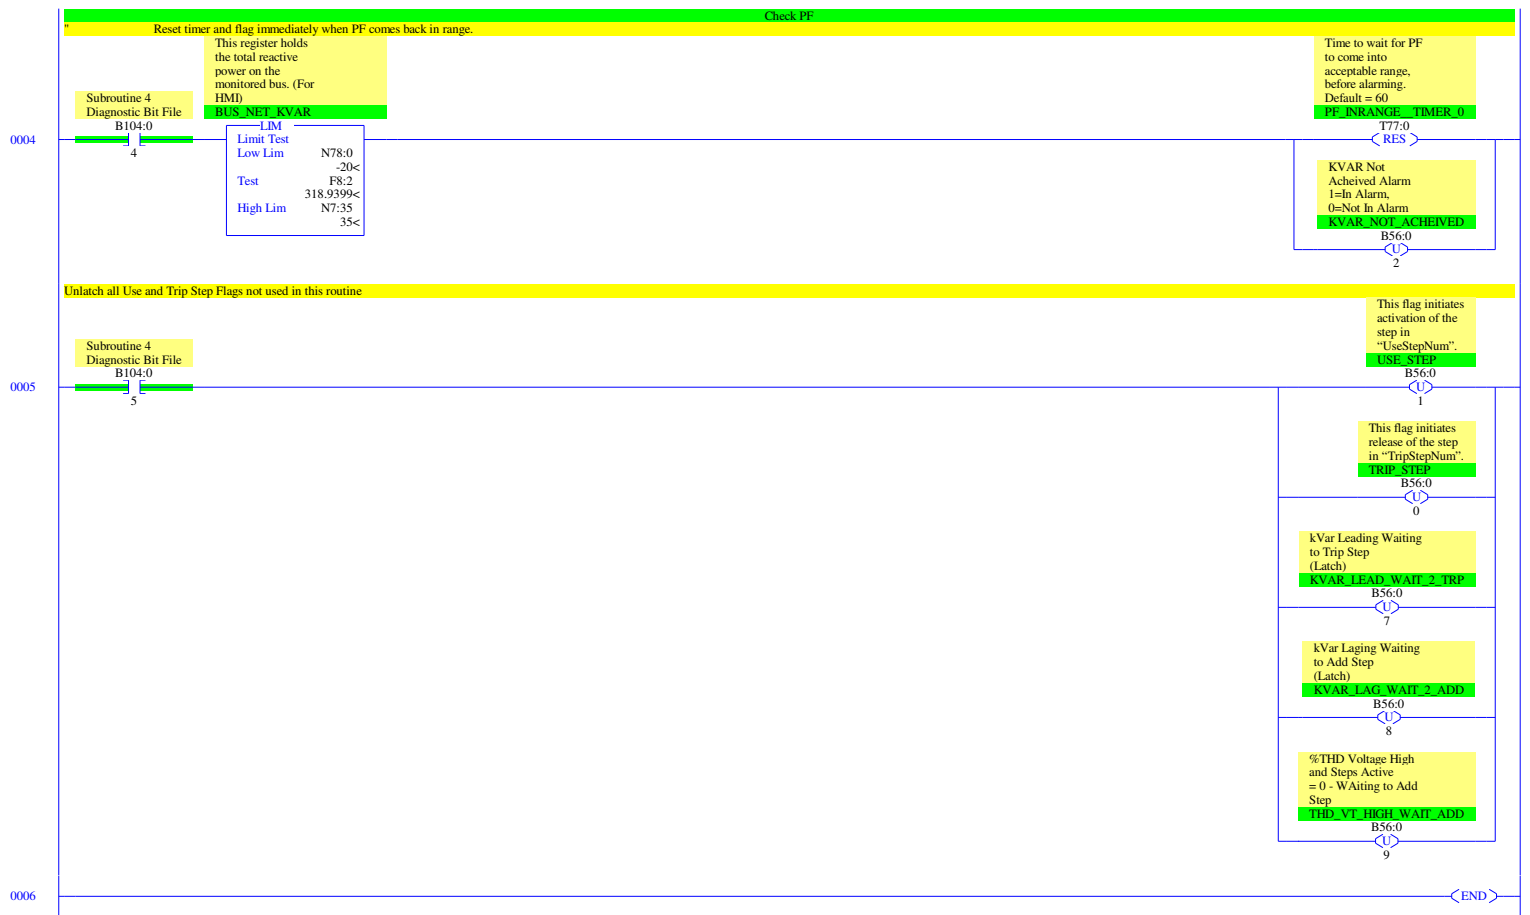 Check PF
" Reset timer and flag immediately when PF comes back in range.
This register holds
the total reactive
power on the
monitored bus. (For
HMI)
BUS_NET_KVAR
Time to wait for PF
to come into
acceptable range,
before alarming.
Default = 60
PF_INRANGE__TIMER_0
Subroutine 4
Diagnostic Bit File
B104:0
4
0004
LIM
Limit Test
Low Lim N78:0
-20<
Test F8:2
318.9399<
High Lim N7:35
35<
T77:0
RES
KVAR Not
Acheived Alarm
1=In Alarm,
0=Not In Alarm
KVAR_NOT_ACHEIVED
B56:0
U
2
Unlatch all Use and Trip Step Flags not used in this routine
Subroutine 4
Diagnostic Bit File
B104:0
5
0005
This flag initiates
activation of the
step in
“UseStepNum”.
USE_STEP
B56:0
U
1
This flag initiates
release of the step
in “TripStepNum”.
TRIP_STEP
B56:0
U
0
kVar Leading Waiting
to Trip Step
(Latch)
KVAR_LEAD_WAIT_2_TRP
B56:0
U
7
kVar Laging Waiting
to Add Step
(Latch)
KVAR_LAG_WAIT_2_ADD
B56:0
U
8
%THD Voltage High
and Steps Active
= 0 - WAiting to Add
Step
THD_VT_HIGH_WAIT_ADD
B56:0
U
9
0006
END